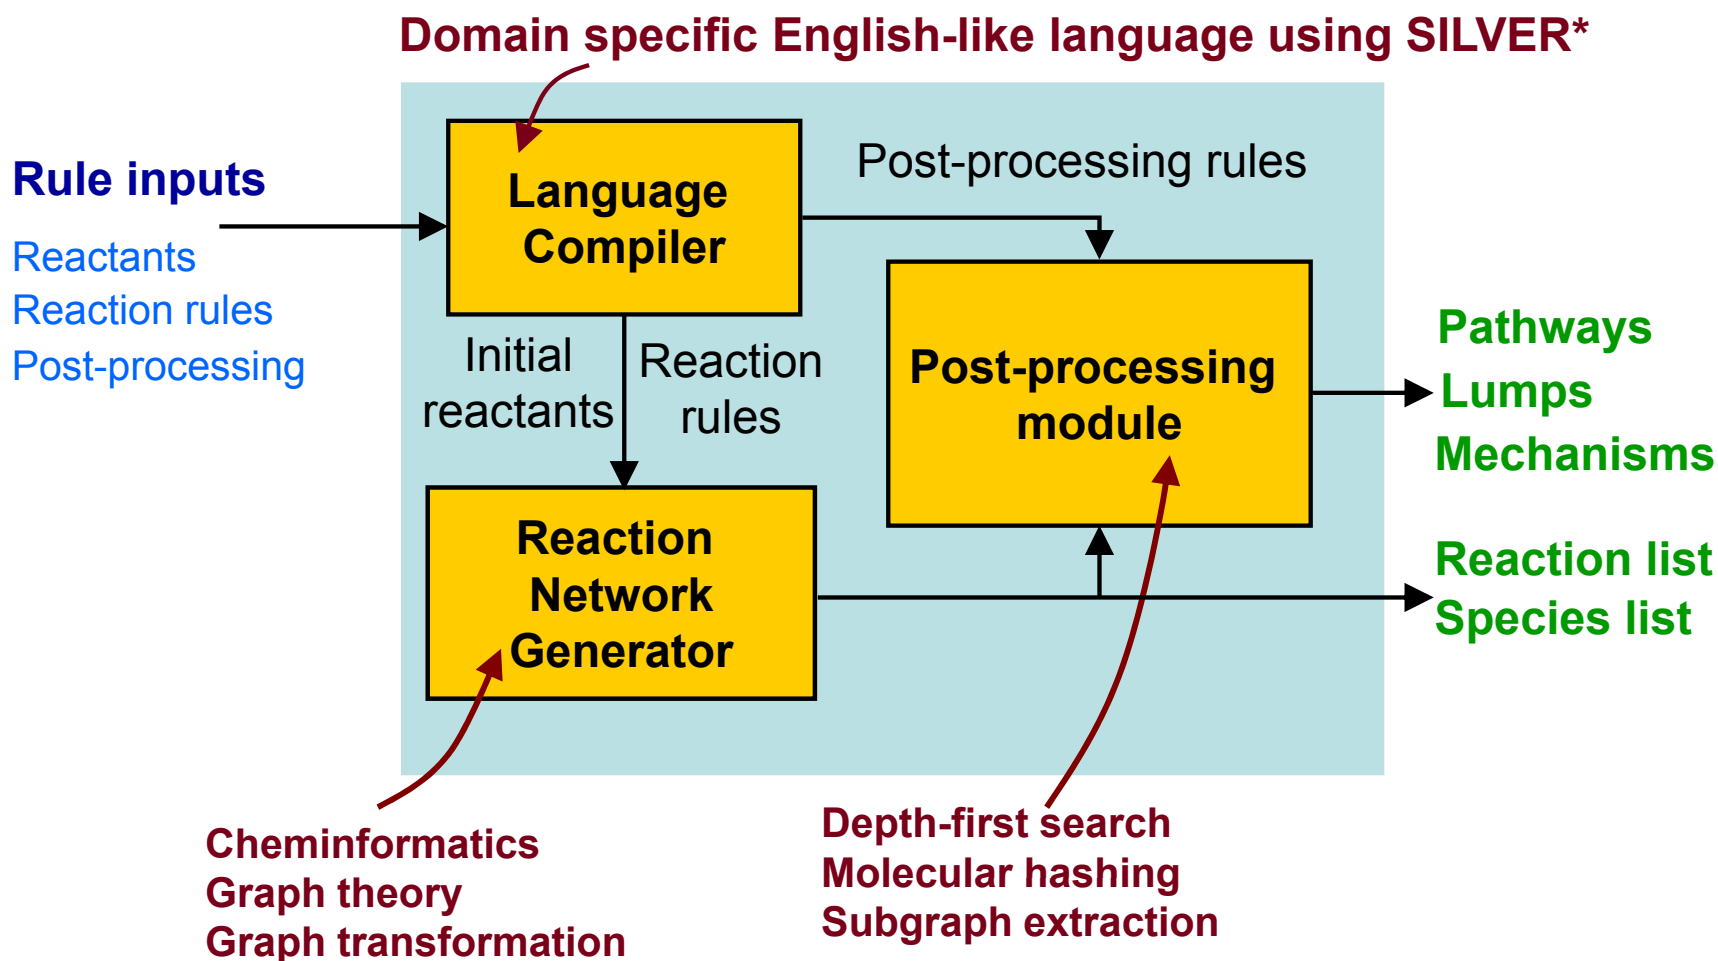 Domain specific English-like language using SILVER*
Rule inputs
Reactants
Reaction rules
Post-processing
Language
Compiler
Post-processing rules
Initial
reactants
Reaction
rules
Post-processing
module
Reaction
Network
Generator
Pathways
Lumps
Mechanisms
Reaction list
Species list
Cheminformatics
Graph theory
Graph transformation
Depth-first search
Molecular hashing
Subgraph extraction